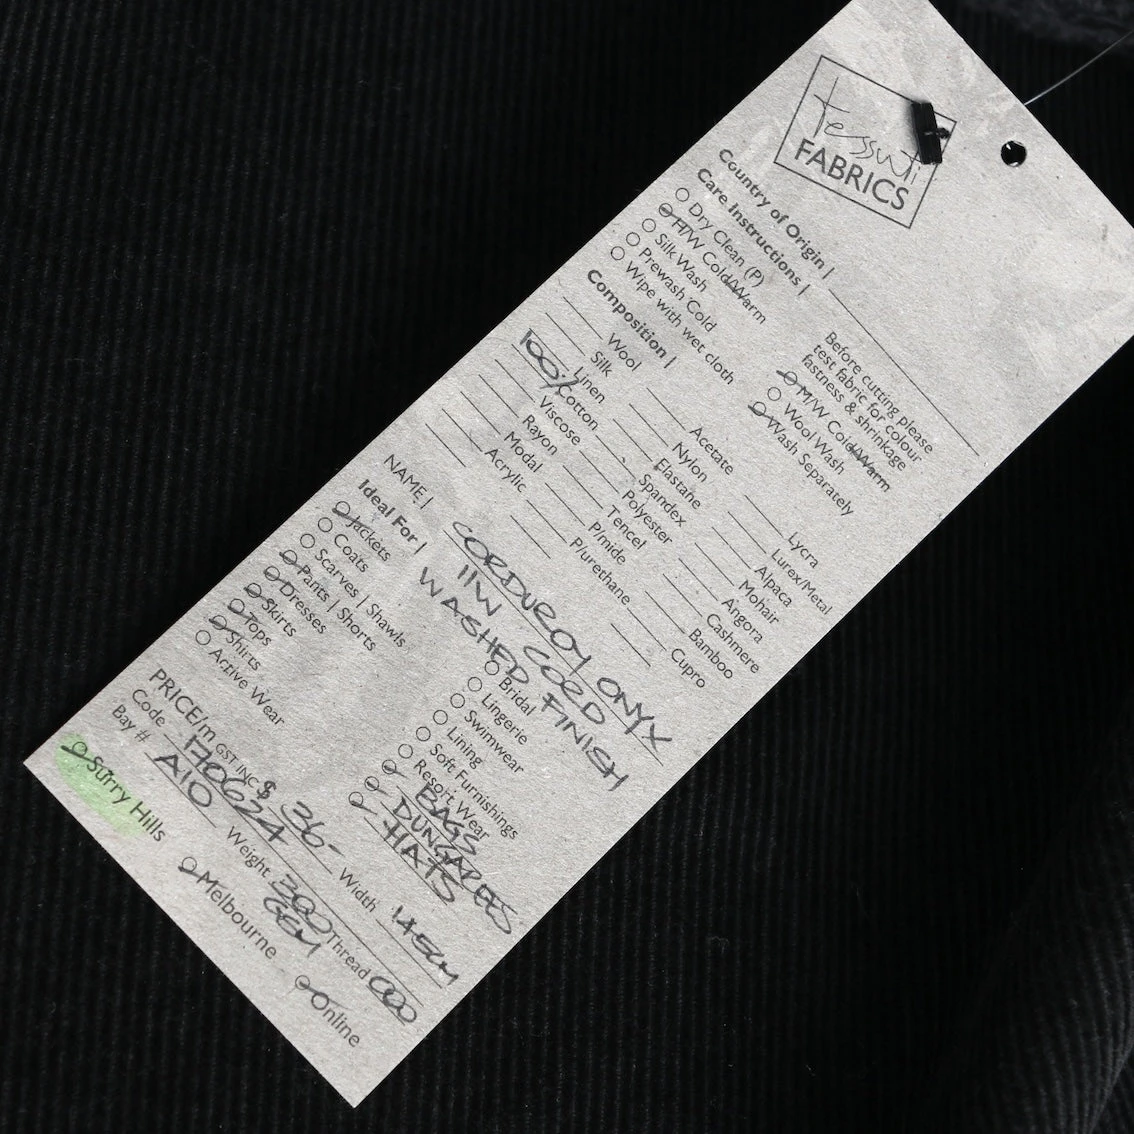 tessuti
FABRICS
Country of Origin |
Care Instructions |
Dry Clean (P)
H/W Cold/Warm
Silk Wash
Prewash Cold
Wipe with wet cloth
Before cutting please
test fabric for colour
fastness & shrinkage
M/W Cold/Warm
Wool Wash
Wash Separately
Composition |
Wool
Silk
Linen
100% Cotton
Viscose
Rayon
Modal
Acrylic
Acetate
Nylon
Elastane
Spandex
Polyester
Tencel
P/mide
P/urethane
Lycra
Lurex/Metal
Alpaca
Mohair
Angora
Cashmere
Bamboo
Cupro
NAME | CORDUROY ONYX
11W CORD
WASHED FINISH
Ideal For |
Jackets
Coats
Scarves | Shawls
Pants | Shorts
Dresses
Skirts
Tops
Shirts
Active Wear
Bridal
Lingerie
Swimwear
Lining
Soft Furnishings
Resort Wear
BAGS
DUNGAREES
HATS
PRICE/m GST INC $ 36- Width 145cm
Code 170624 Weight 300 GSM Thread 000
Bay # A10
Surry Hills Melbourne Online